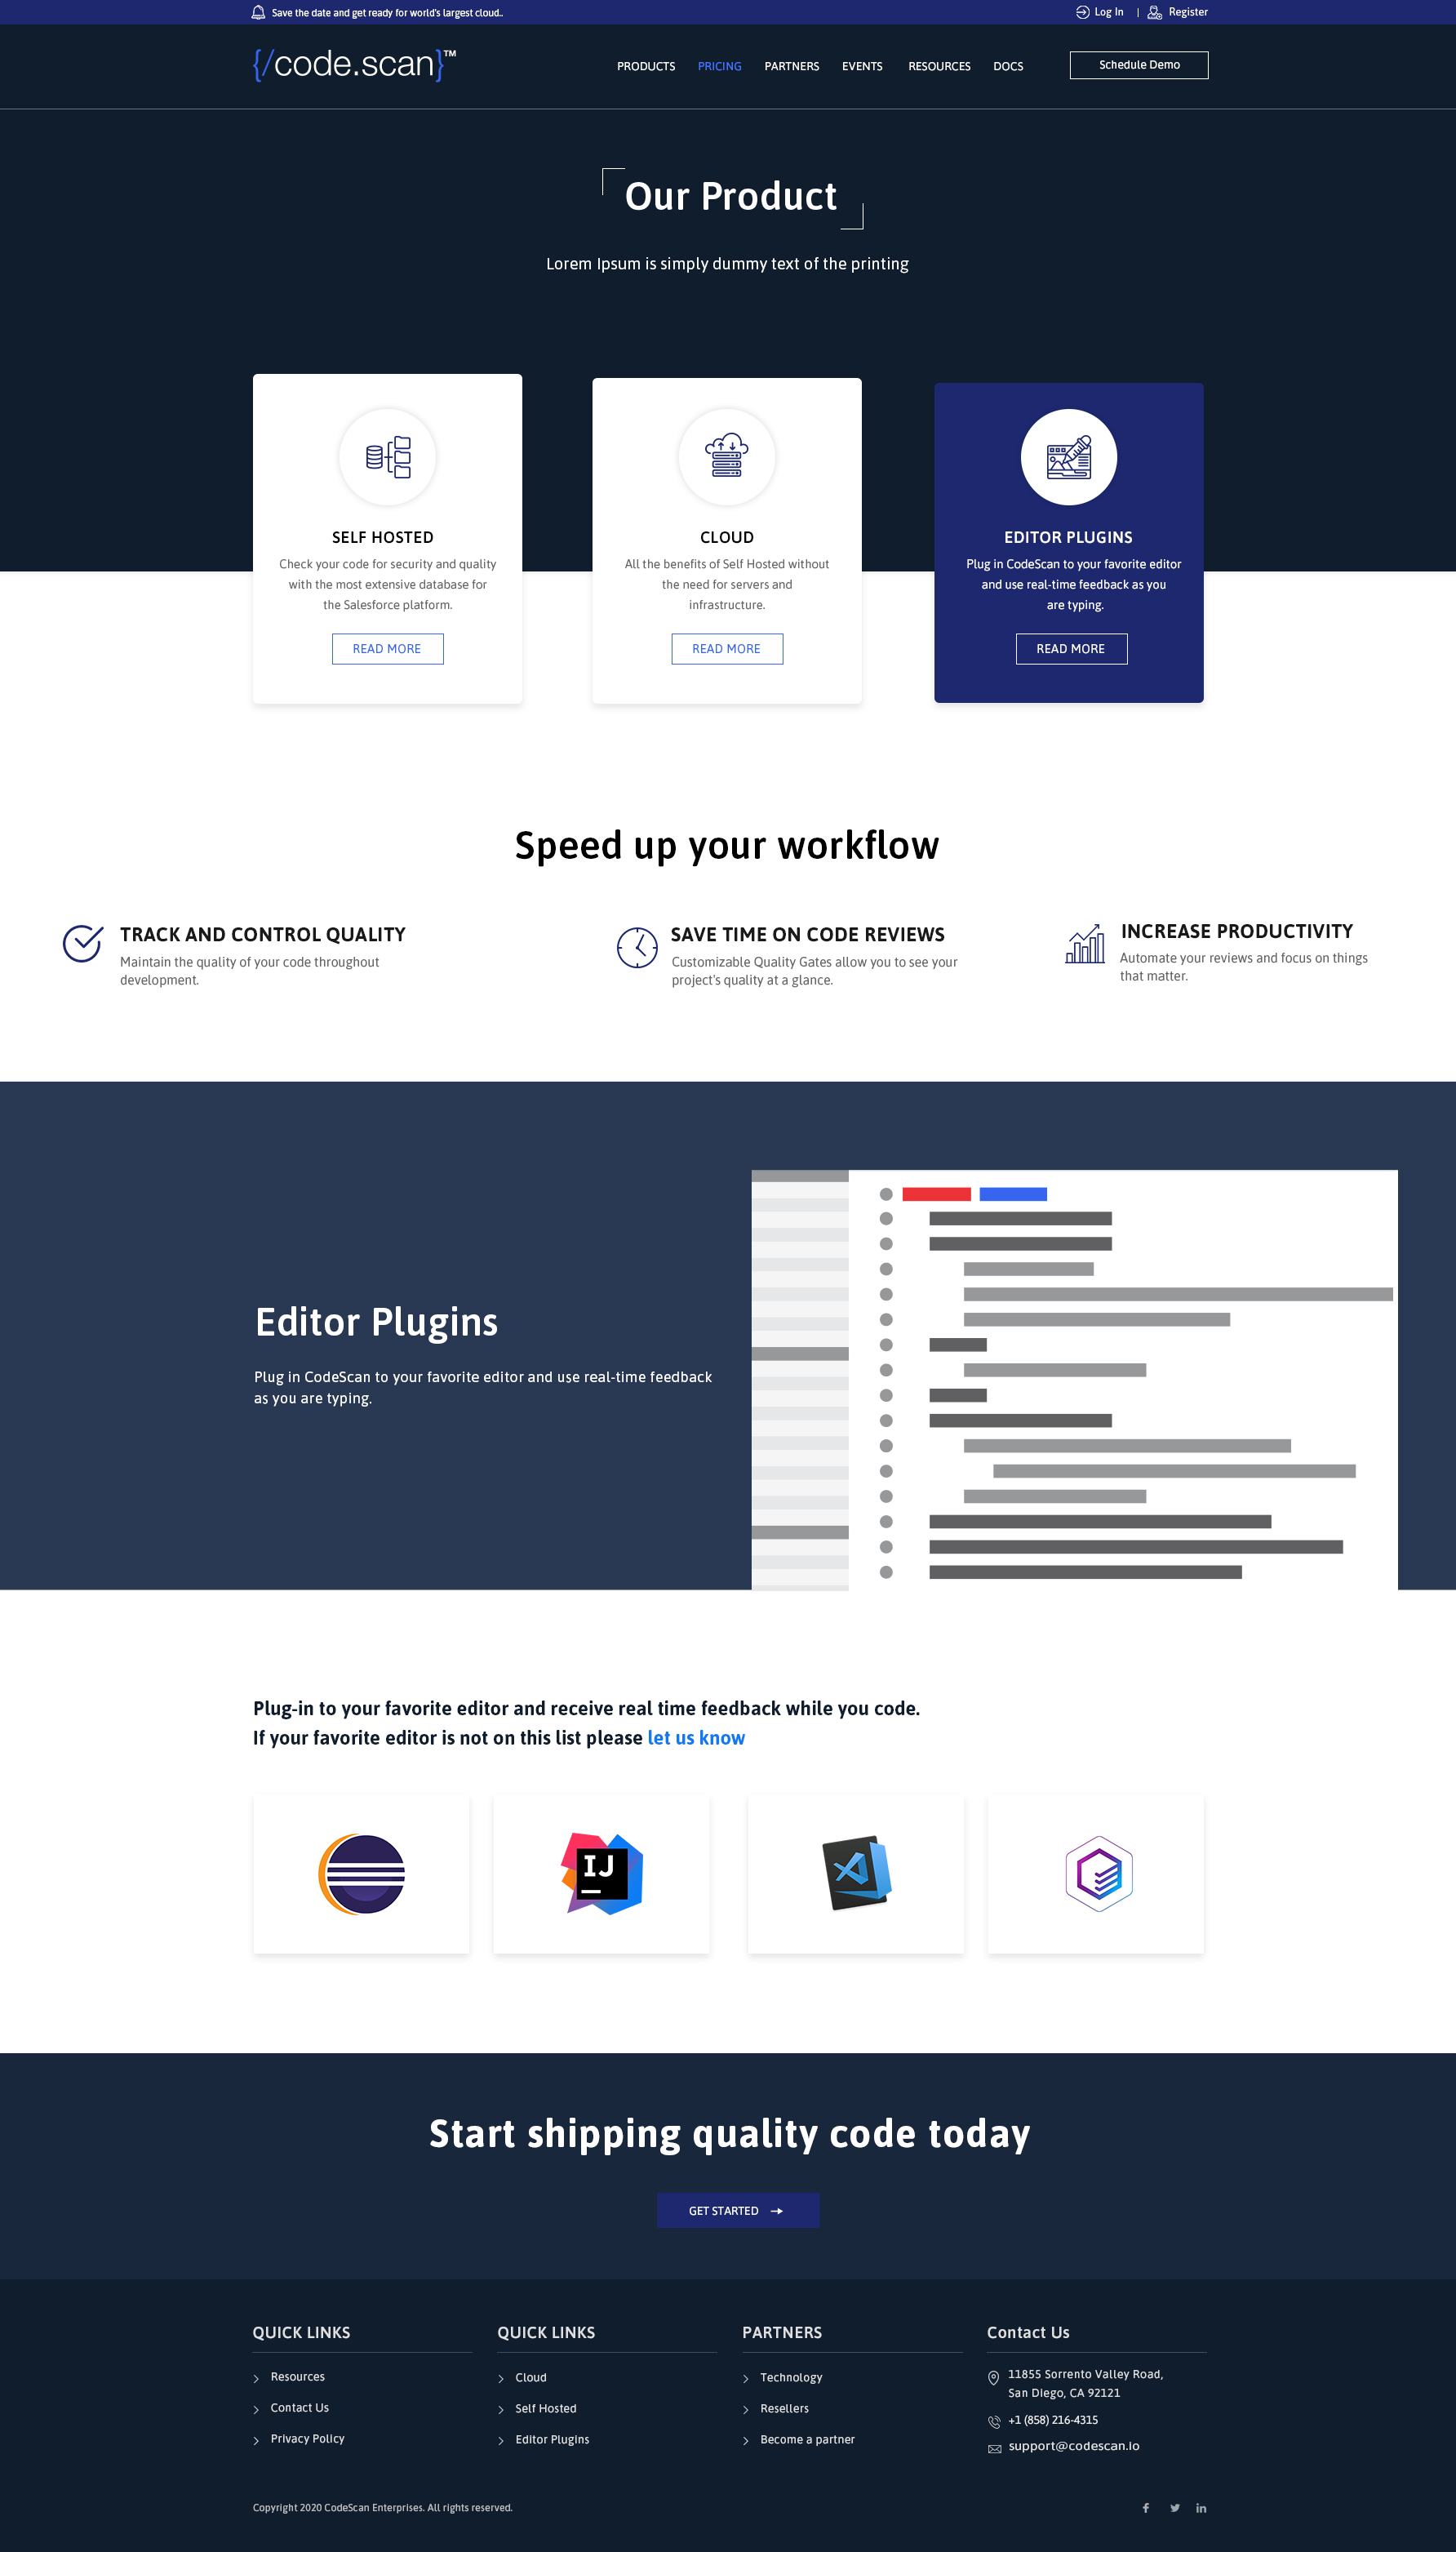 Save the date and get ready for world's largest cloud..
Log In | Register
{/code.scan}™
PRODUCTS PRICING PARTNERS EVENTS RESOURCES DOCS
Schedule Demo
Our Product
Lorem Ipsum is simply dummy text of the printing
SELF HOSTED
Check your code for security and quality
with the most extensive database for
the Salesforce platform.
READ MORE
CLOUD
All the benefits of Self Hosted without
the need for servers and
infrastructure.
READ MORE
EDITOR PLUGINS
Plug in CodeScan to your favorite editor
and use real-time feedback as you
are typing.
READ MORE
Speed up your workflow
TRACK AND CONTROL QUALITY
Maintain the quality of your code throughout
development.
SAVE TIME ON CODE REVIEWS
Customizable Quality Gates allow you to see your
project's quality at a glance.
INCREASE PRODUCTIVITY
Automate your reviews and focus on things
that matter.
Editor Plugins
Plug in CodeScan to your favorite editor and use real-time feedback
as you are typing.
Plug-in to your favorite editor and receive real time feedback while you code.
If your favorite editor is not on this list please let us know
IJ
Start shipping quality code today
GET STARTED
QUICK LINKS
Resources
Contact Us
Privacy Policy
QUICK LINKS
Cloud
Self Hosted
Editor Plugins
PARTNERS
Technology
Resellers
Become a partner
Contact Us
11855 Sorrento Valley Road,
San Diego, CA 92121
+1 (858) 216-4315
support@codescan.io
Copyright 2020 CodeScan Enterprises. All rights reserved.